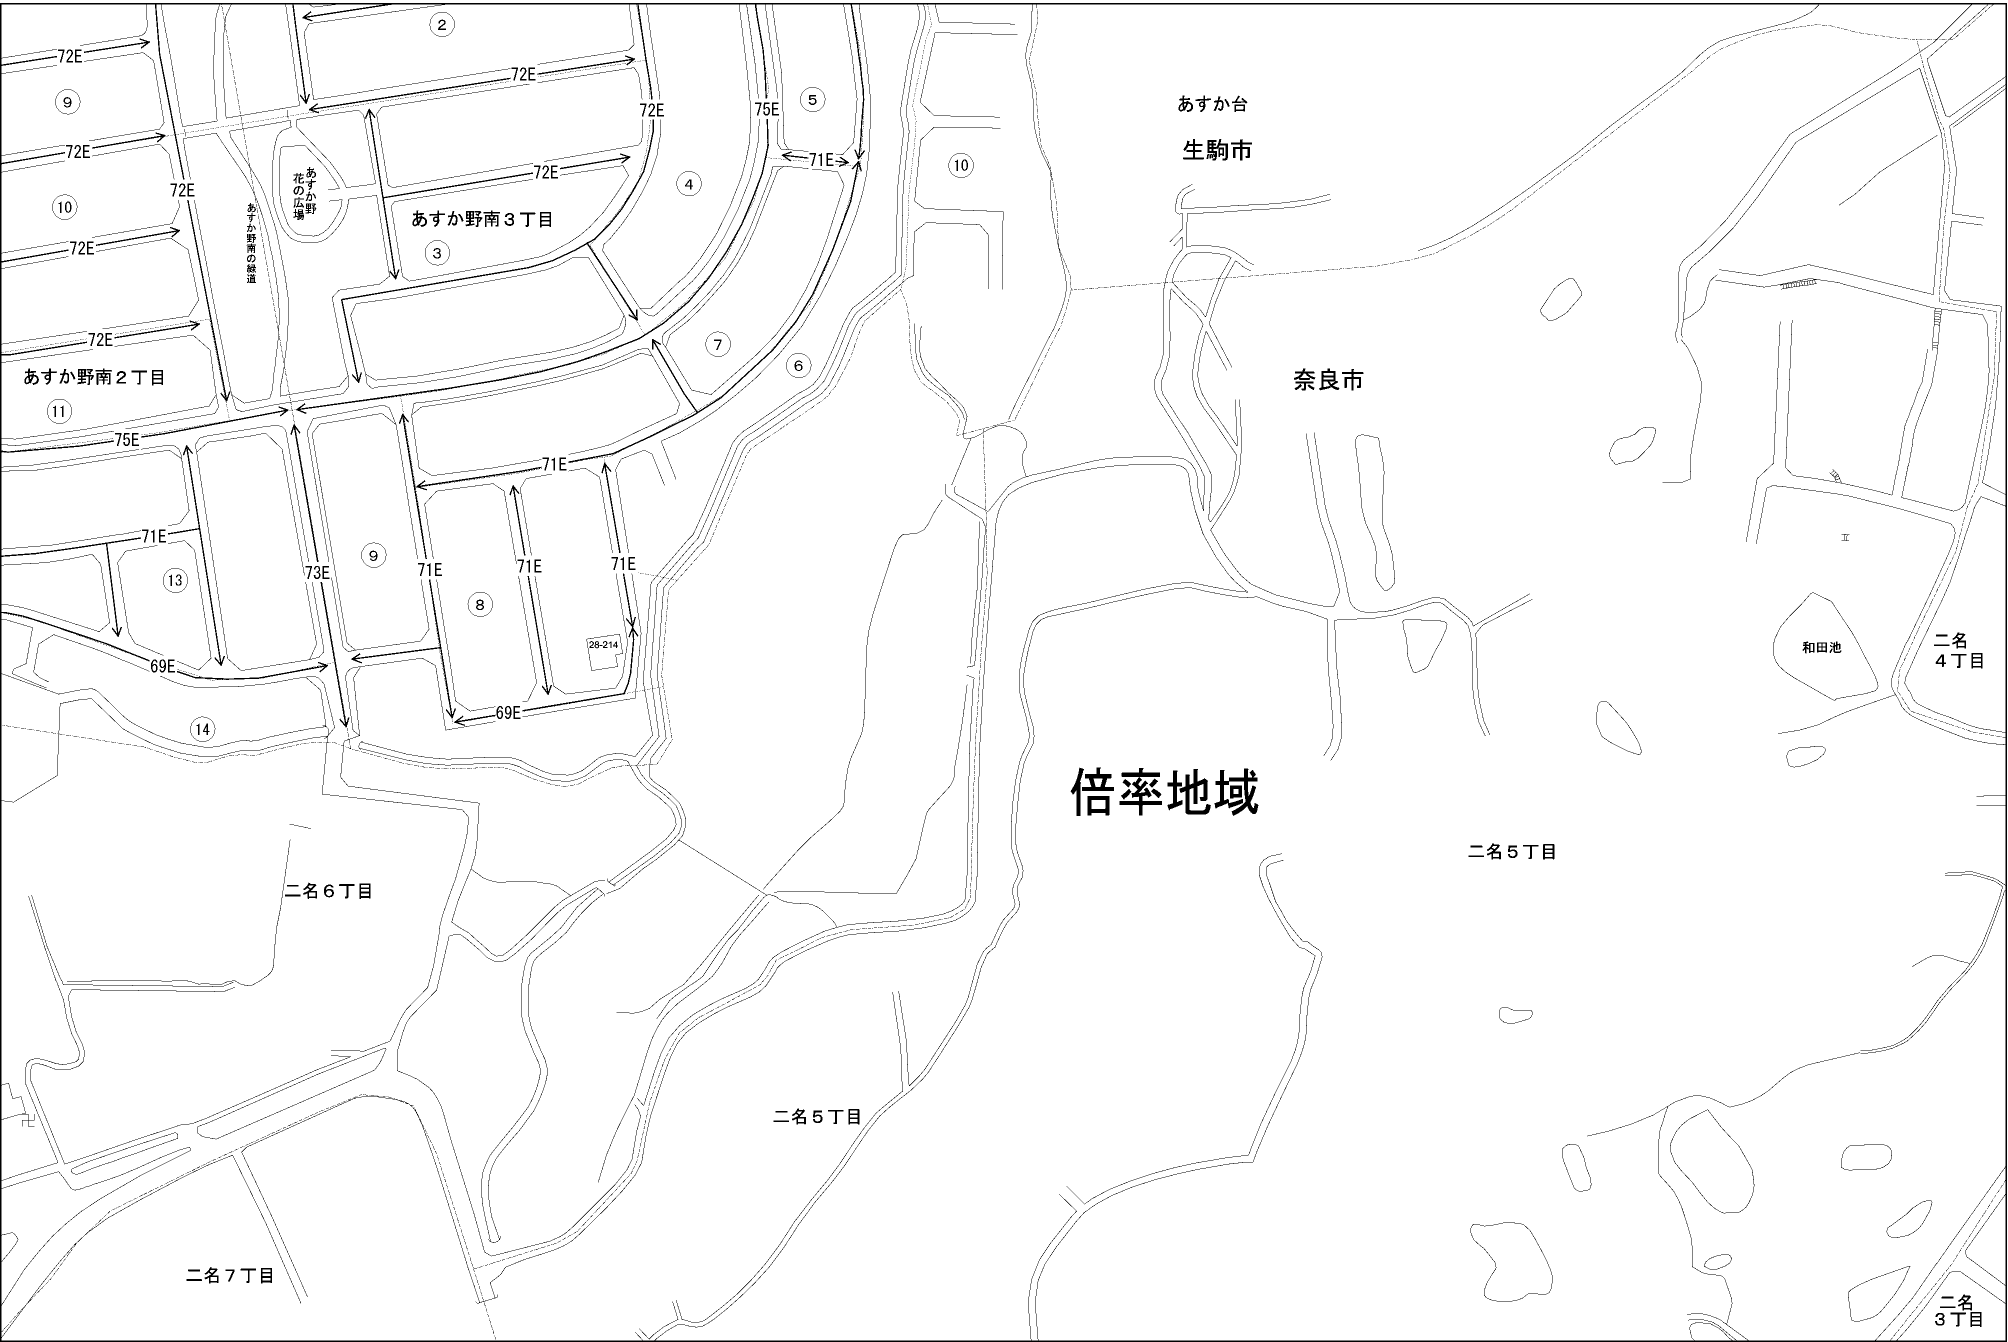 ②
72E
72E
⑨
72E
⑤
75E
72E
あすか台
72E
生駒市
71E
⑩
72E
あすか野
花の広場
④
72E
⑩
あすか野南の緑道
あすか野南３丁目
③
72E
72E
⑦
⑥
あすか野南２丁目
奈良市
⑪
75E
71E
71E
⑨
73E
71E
71E
71E
⑬
⑧
28-214
和田池
二名
４丁目
69E
69E
⑭
倍率地域
二名５丁目
二名６丁目
二名５丁目
二名７丁目
二名
３丁目